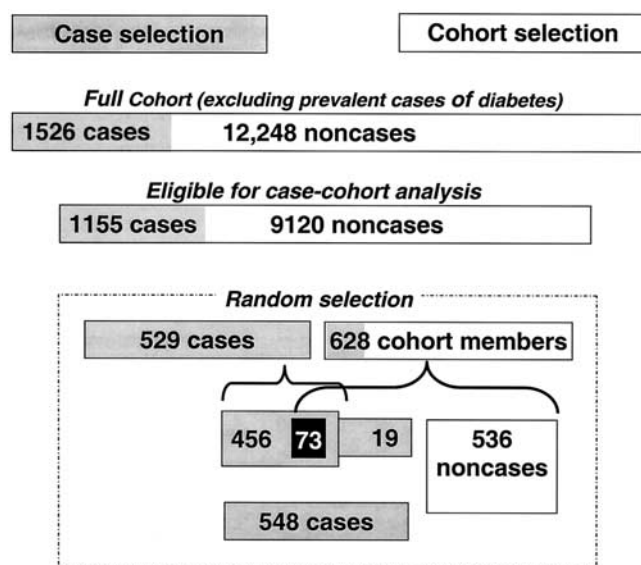 Case selection
Cohort selection
Full Cohort (excluding prevalent cases of diabetes)
1526 cases
12,248 noncases
Eligible for case-cohort analysis
1155 cases
9120 noncases
Random selection
529 cases
628 cohort members
456
73
19
536
noncases
548 cases